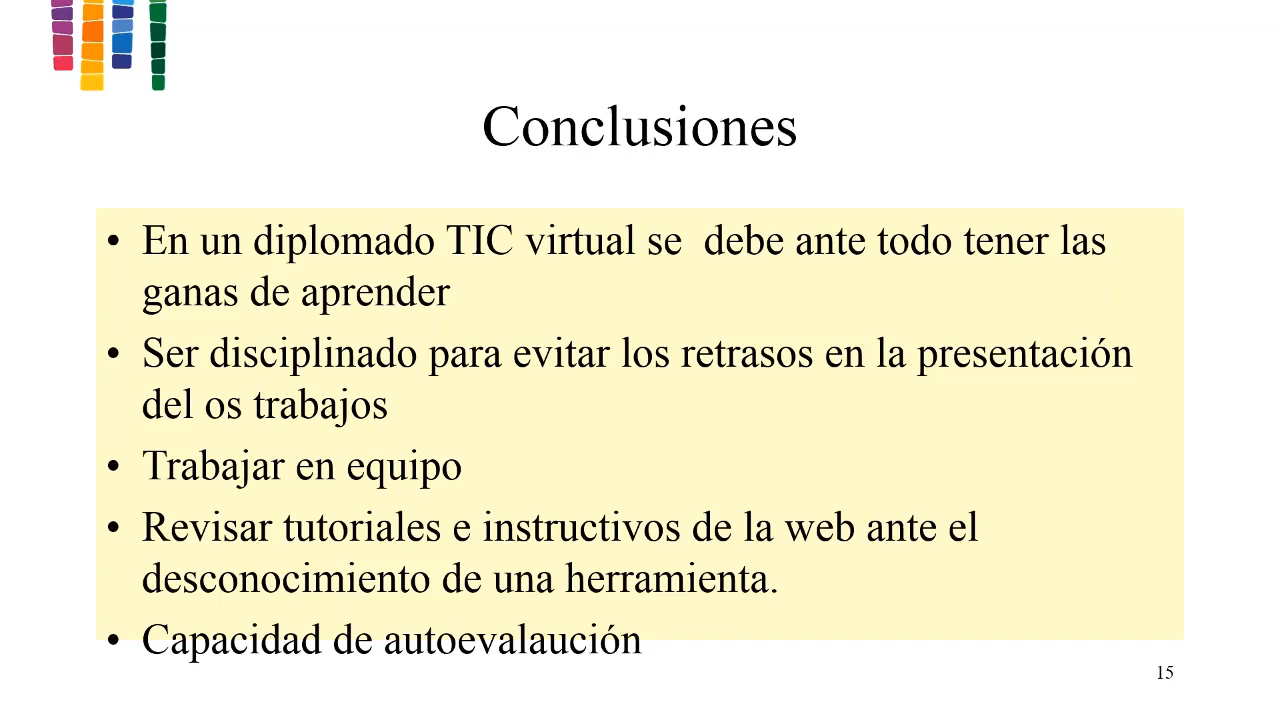 Conclusiones
• En un diplomado TIC virtual se  debe ante todo tener las
ganas de aprender
• Ser disciplinado para evitar los retrasos en la presentación
del os trabajos
• Trabajar en equipo
• Revisar tutoriales e instructivos de la web ante el
desconocimiento de una herramienta.
• Capacidad de autoevalaución
15